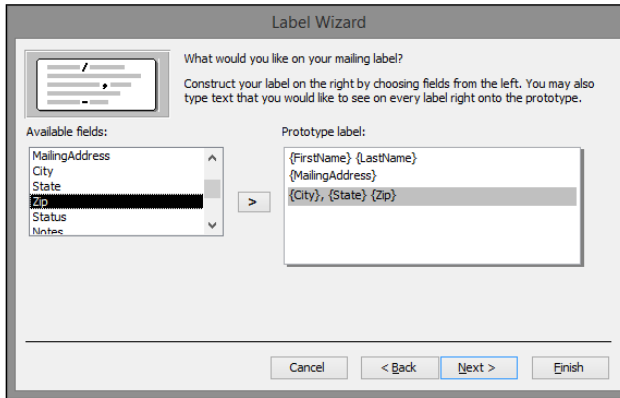 Label Wizard
What would you like on your mailing label?
Construct your label on the right by choosing fields from the left. You may also
type text that you would like to see on every label right onto the prototype.
Available fields:
MailingAddress
City
State
Zip
Status
Notes
>
Prototype label:
{FirstName} {LastName}
{MailingAddress}
{City}, {State} {Zip}
Cancel
< Back
Next >
Finish